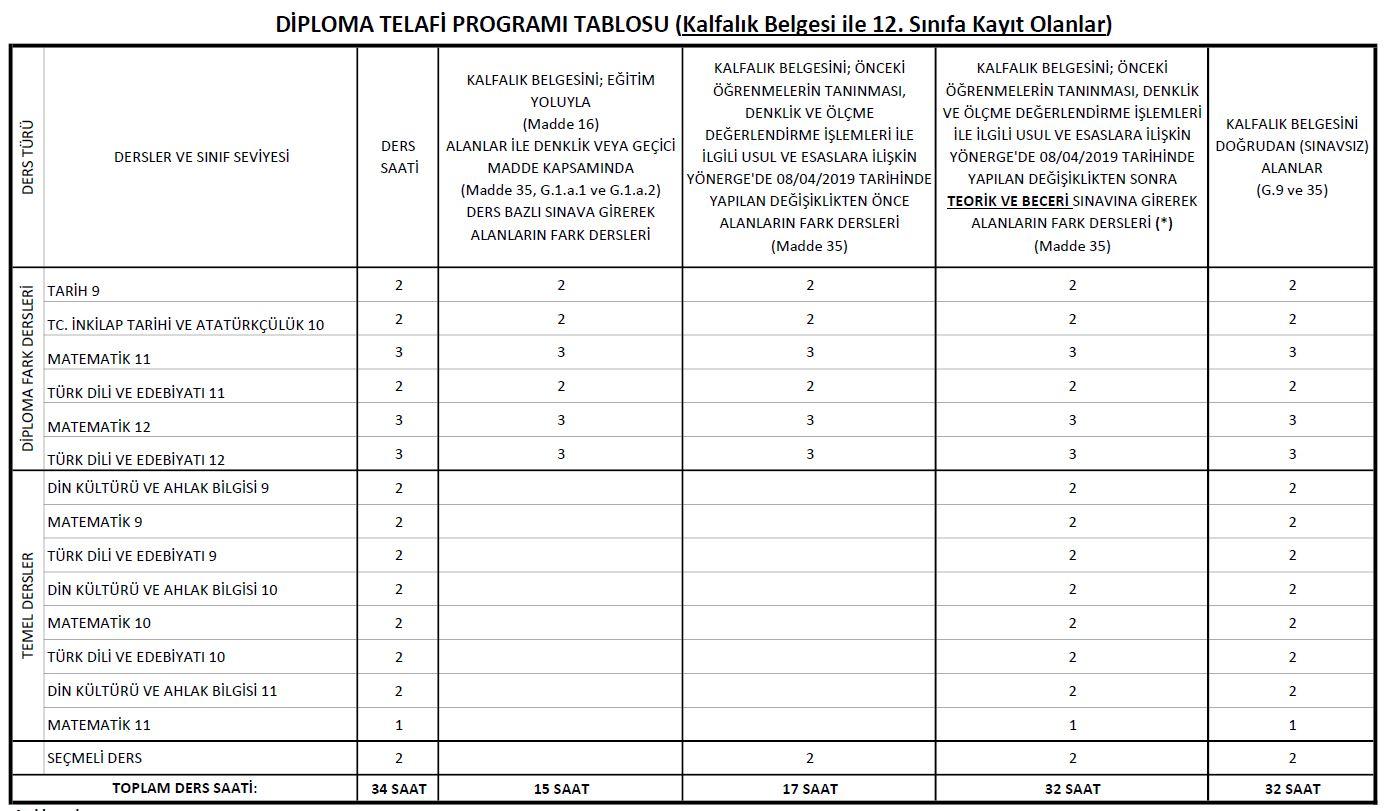 DİPLOMA TELAFİ PROGRAMI TABLOSU (Kalfalık Belgesi ile 12. Sınıfa Kayıt Olanlar)
DERS TÜRÜ
DERSLER VE SINIF SEVİYESİ
DERS
SAATİ
KALFALIK BELGESİNİ; EĞİTİM
YOLUYLA
(Madde 16)
ALANLAR İLE DENKLİK VEYA GEÇİCİ
MADDE KAPSAMINDA
(Madde 35, G.1.a.1 ve G.1.a.2)
DERS BAZLI SINAVA GİREREK
ALANLARIN FARK DERSLERİ
KALFALIK BELGESİNİ; ÖNCEKİ
ÖĞRENMELERİN TANINMASI,
DENKLİK VE ÖLÇME
DEĞERLENDİRME İŞLEMLERİ İLE
İLGİLİ USUL VE ESASLARA İLİŞKİN
YÖNERGE'DE 08/04/2019 TARİHİNDE
YAPILAN DEĞİŞİKLİKTEN ÖNCE
ALANLARIN FARK DERSLERİ
(Madde 35)
KALFALIK BELGESİNİ; ÖNCEKİ
ÖĞRENMELERİN TANINMASI, DENKLİK
VE ÖLÇME DEĞERLENDİRME İŞLEMLERİ
İLE İLGİLİ USUL VE ESASLARA İLİŞKİN
YÖNERGE'DE 08/04/2019 TARİHİNDE
YAPILAN DEĞİŞİKLİKTEN SONRA
TEORİK VE BECERİ SINAVINA GİREREK
ALANLARIN FARK DERSLERİ (*)
(Madde 35)
KALFALIK BELGESİNİ
DOĞRUDAN (SINAVSIZ)
ALANLAR
(G.9 ve 35)
DİPLOMA FARK DERSLERİ
TARİH 9 2 2 2 2 2
TC. İNKİLAP TARİHİ VE ATATÜRKÇÜLÜK 10 2 2 2 2 2
MATEMATİK 11 3 3 3 3 3
TÜRK DİLİ VE EDEBİYATI 11 2 2 2 2 2
MATEMATİK 12 3 3 3 3 3
TÜRK DİLİ VE EDEBİYATI 12 3 3 3 3 3
TEMEL DERSLER
DİN KÜLTÜRÜ VE AHLAK BİLGİSİ 9 2 2 2
MATEMATİK 9 2 2 2
TÜRK DİLİ VE EDEBİYATI 9 2 2 2
DİN KÜLTÜRÜ VE AHLAK BİLGİSİ 10 2 2 2
MATEMATİK 10 2 2 2
TÜRK DİLİ VE EDEBİYATI 10 2 2 2
DİN KÜLTÜRÜ VE AHLAK BİLGİSİ 11 2 2 2
MATEMATİK 11 1 1 1
SEÇMELİ DERS 2 2 2 2
TOPLAM DERS SAATİ: 34 SAAT 15 SAAT 17 SAAT 32 SAAT 32 SAAT